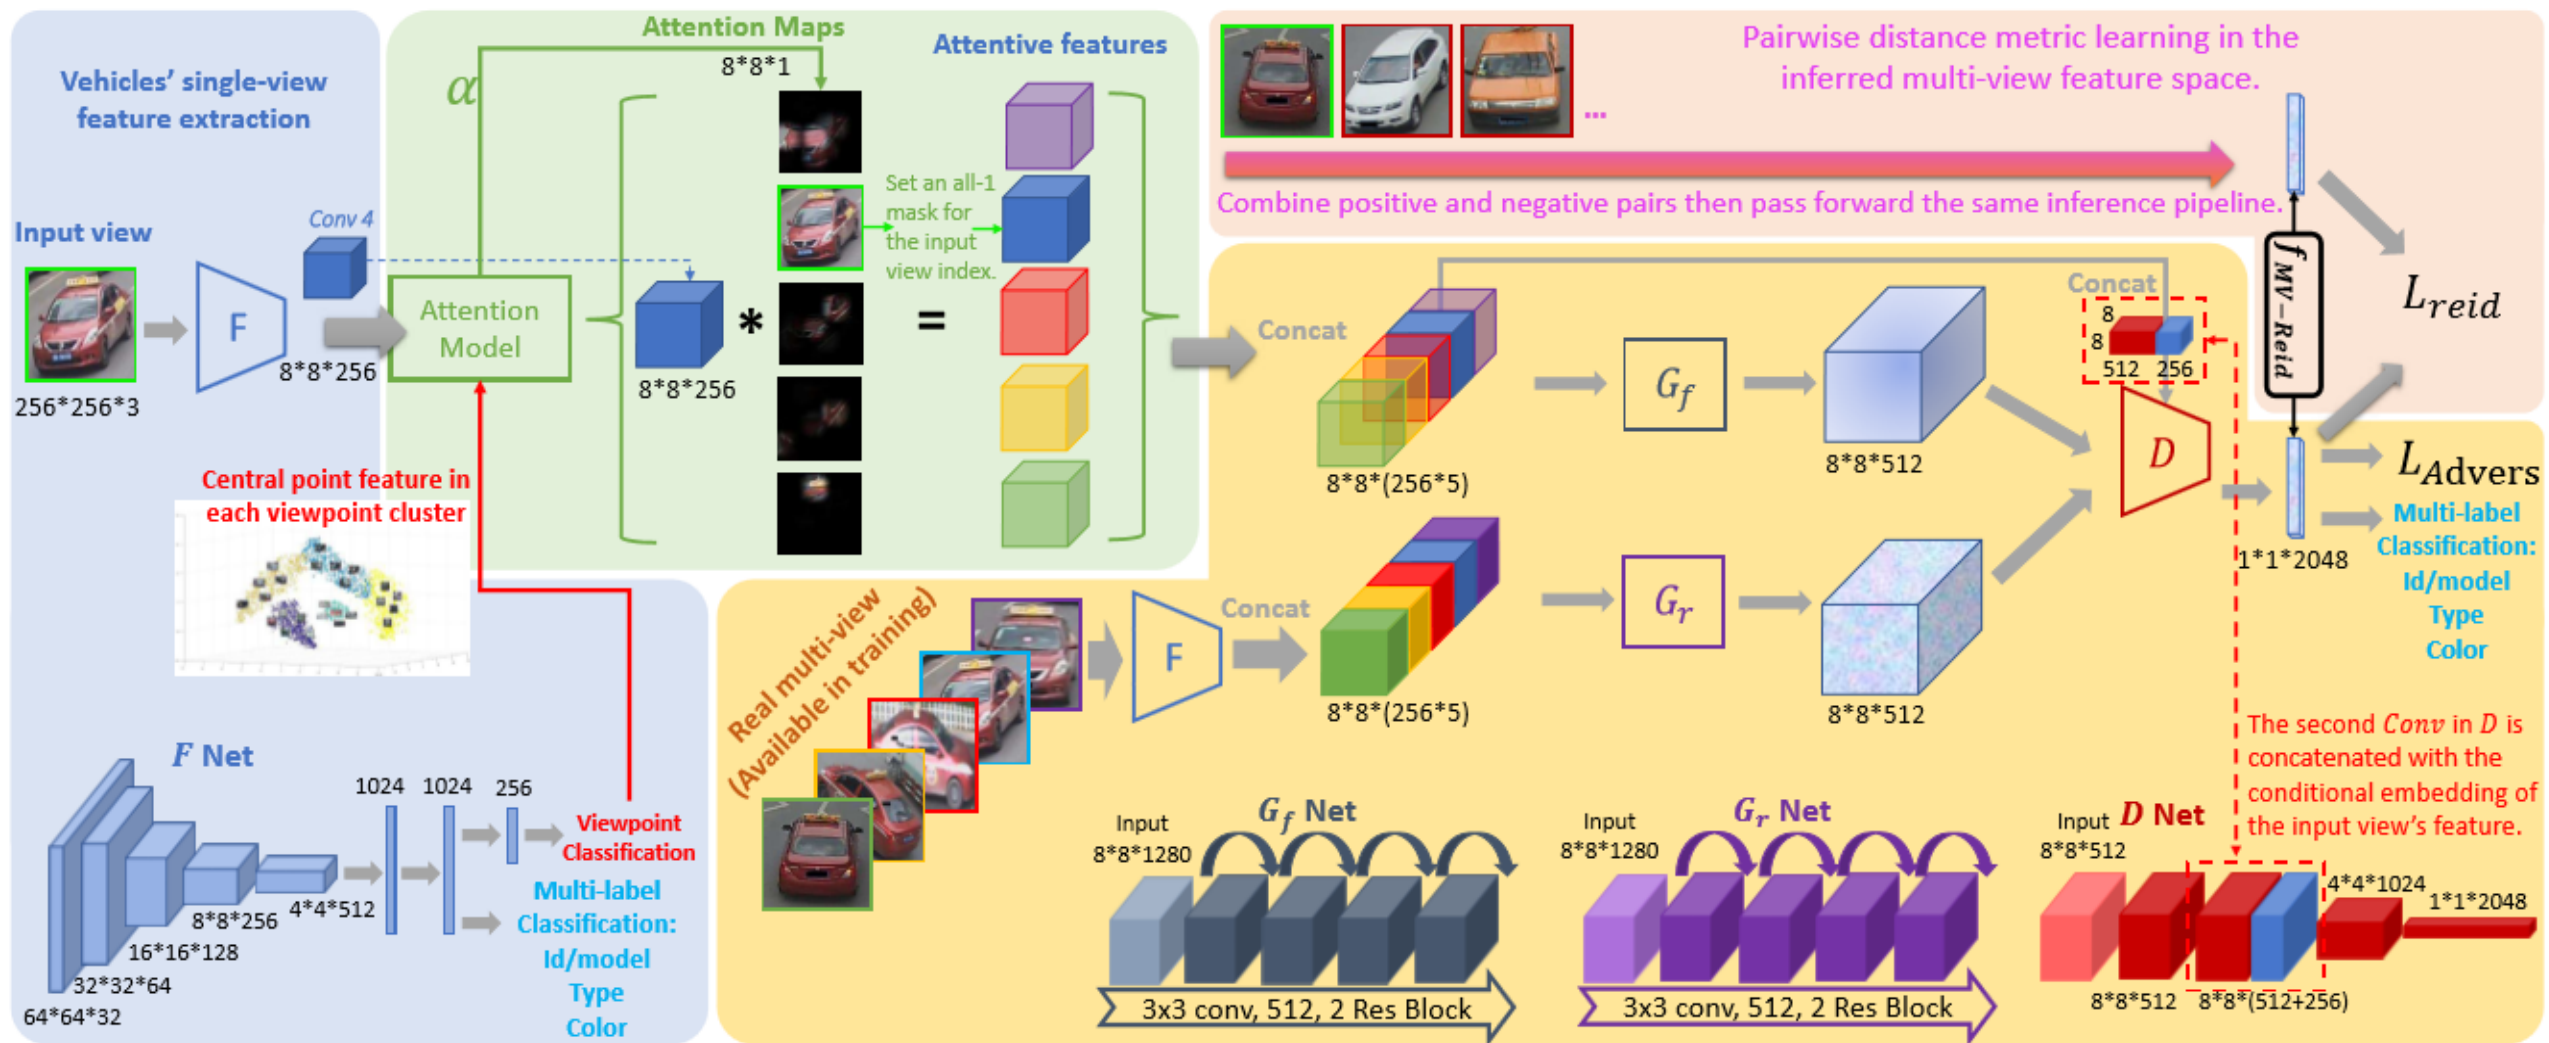 Vehicles' single-view
feature extraction
Input view
256*256*3
F
Conv 4
8*8*256
α
Attention
Model
Attention Maps
8*8*1
Attentive features
Set an all-1
mask for
the input
view index.
8*8*256
*
=
Central point feature in
each viewpoint cluster
F Net
64*64*32
32*32*64
16*16*128
8*8*256
4*4*512
1024
1024
256
Viewpoint
Classification
Multi-label
Classification:
Id/model
Type
Color
...
Pairwise distance metric learning in the
inferred multi-view feature space.
Combine positive and negative pairs then pass forward the same inference pipeline.
f MV-Reid
L reid
Concat
8*8*(256*5)
G f
8*8*512
Concat
8
8
512
256
D
1*1*2048
L Advers
Multi-label
Classification:
Id/model
Type
Color
Real multi-view
(Available in training)
F
Concat
8*8*(256*5)
G r
8*8*512
The second Conv in D is
concatenated with the
conditional embedding of
the input view's feature.
G f Net
Input
8*8*1280
3x3 conv, 512, 2 Res Block
G r Net
Input
8*8*1280
3x3 conv, 512, 2 Res Block
D Net
Input
8*8*512
8*8*512
8*8*(512+256)
4*4*1024
1*1*2048